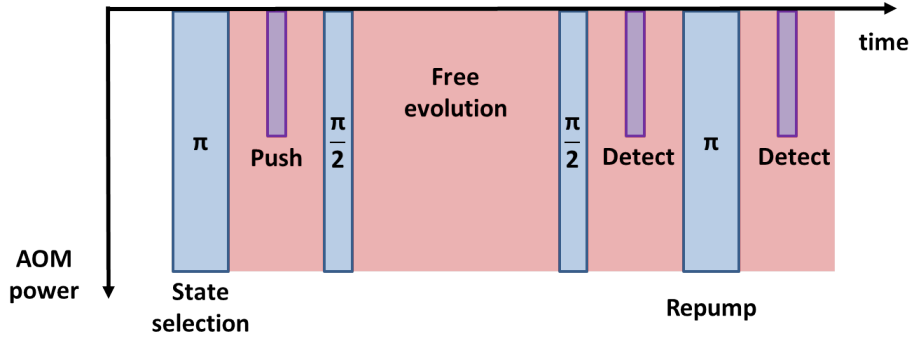 time
Free
evolution
π
Push
π
2
π
2
Detect
π
Detect
AOM
power
State
selection
Repump